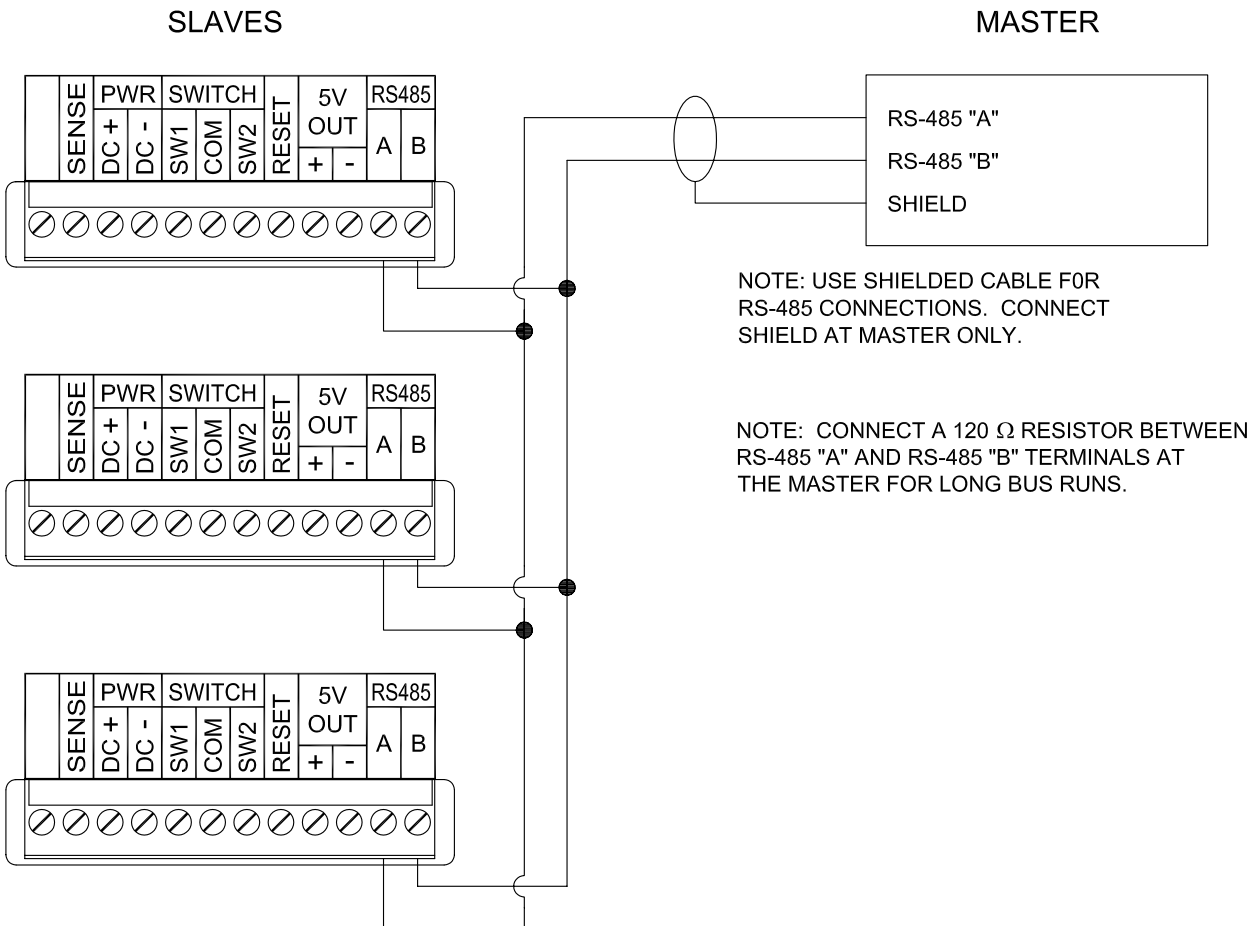 SLAVES
MASTER
SENSE PWR SWITCH RESET 5V OUT RS485
DC + DC - SW1 COM SW2 + - A B
RS-485 "A"
RS-485 "B"
SHIELD
NOTE: USE SHIELDED CABLE F0R
RS-485 CONNECTIONS. CONNECT
SHIELD AT MASTER ONLY.
SENSE PWR SWITCH RESET 5V OUT RS485
DC + DC - SW1 COM SW2 + - A B
NOTE: CONNECT A 120 Ω RESISTOR BETWEEN
RS-485 "A" AND RS-485 "B" TERMINALS AT
THE MASTER FOR LONG BUS RUNS.
SENSE PWR SWITCH RESET 5V OUT RS485
DC + DC - SW1 COM SW2 + - A B